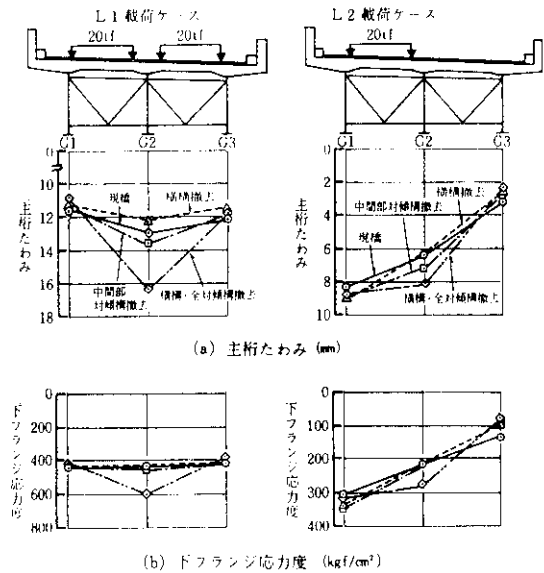 L1載荷ケース
20tf 20tf
G1 G2 G3
0
10
12
14
16
18
主桁たわみ
現橋
横構撤去
中間部
対傾構撤去
横構・全対傾構撤去
L2載荷ケース
20tf
G1 G2 G3
0
2
4
6
8
10
主桁たわみ
横構撤去
中間部対傾構撤去
現橋
横構・全対傾構撤去
(a) 主桁たわみ (mm)
0
200
400
600
800
下フランジ応力度
100
200
300
400
下フランジ応力度
(b) 下フランジ応力度 (kgf/cm²)